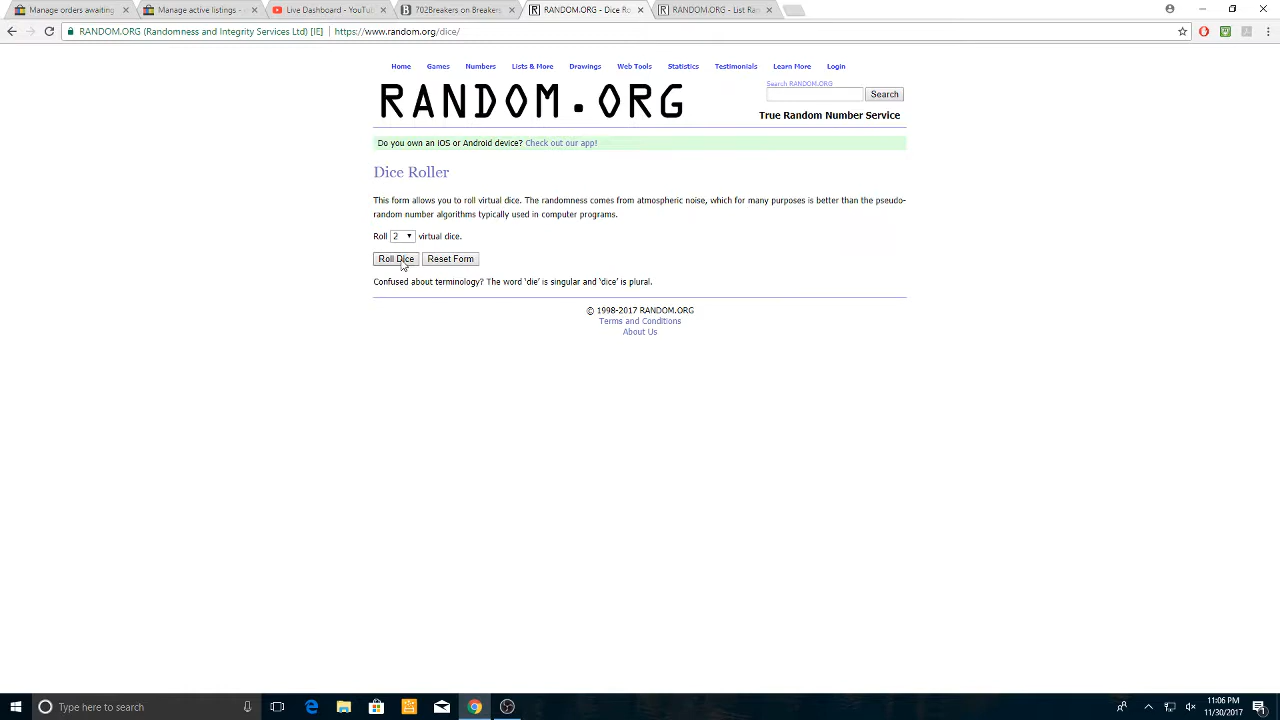 Manage orders awaiting
Manage active listings -
Live Dashboard - YouTub
702Breakers on Breakers
RANDOM.ORG - Dice Ro
RANDOM.ORG - List Ra
RANDOM.ORG (Randomness and Integrity Services Ltd) [IE] https://www.random.org/dice/
Home Games Numbers Lists & More Drawings Web Tools Statistics Testimonials Learn More Login
Search RANDOM.ORG
RANDOM.ORG
Search
True Random Number Service
Do you own an iOS or Android device? Check out our app!
Dice Roller
This form allows you to roll virtual dice. The randomness comes from atmospheric noise, which for many purposes is better than the pseudo-
random number algorithms typically used in computer programs.
Roll 2 virtual dice.
Roll Dice Reset Form
Confused about terminology? The word 'die' is singular and 'dice' is plural.
© 1998-2017 RANDOM.ORG
Terms and Conditions
About Us
Type here to search
11:06 PM
11/30/2017